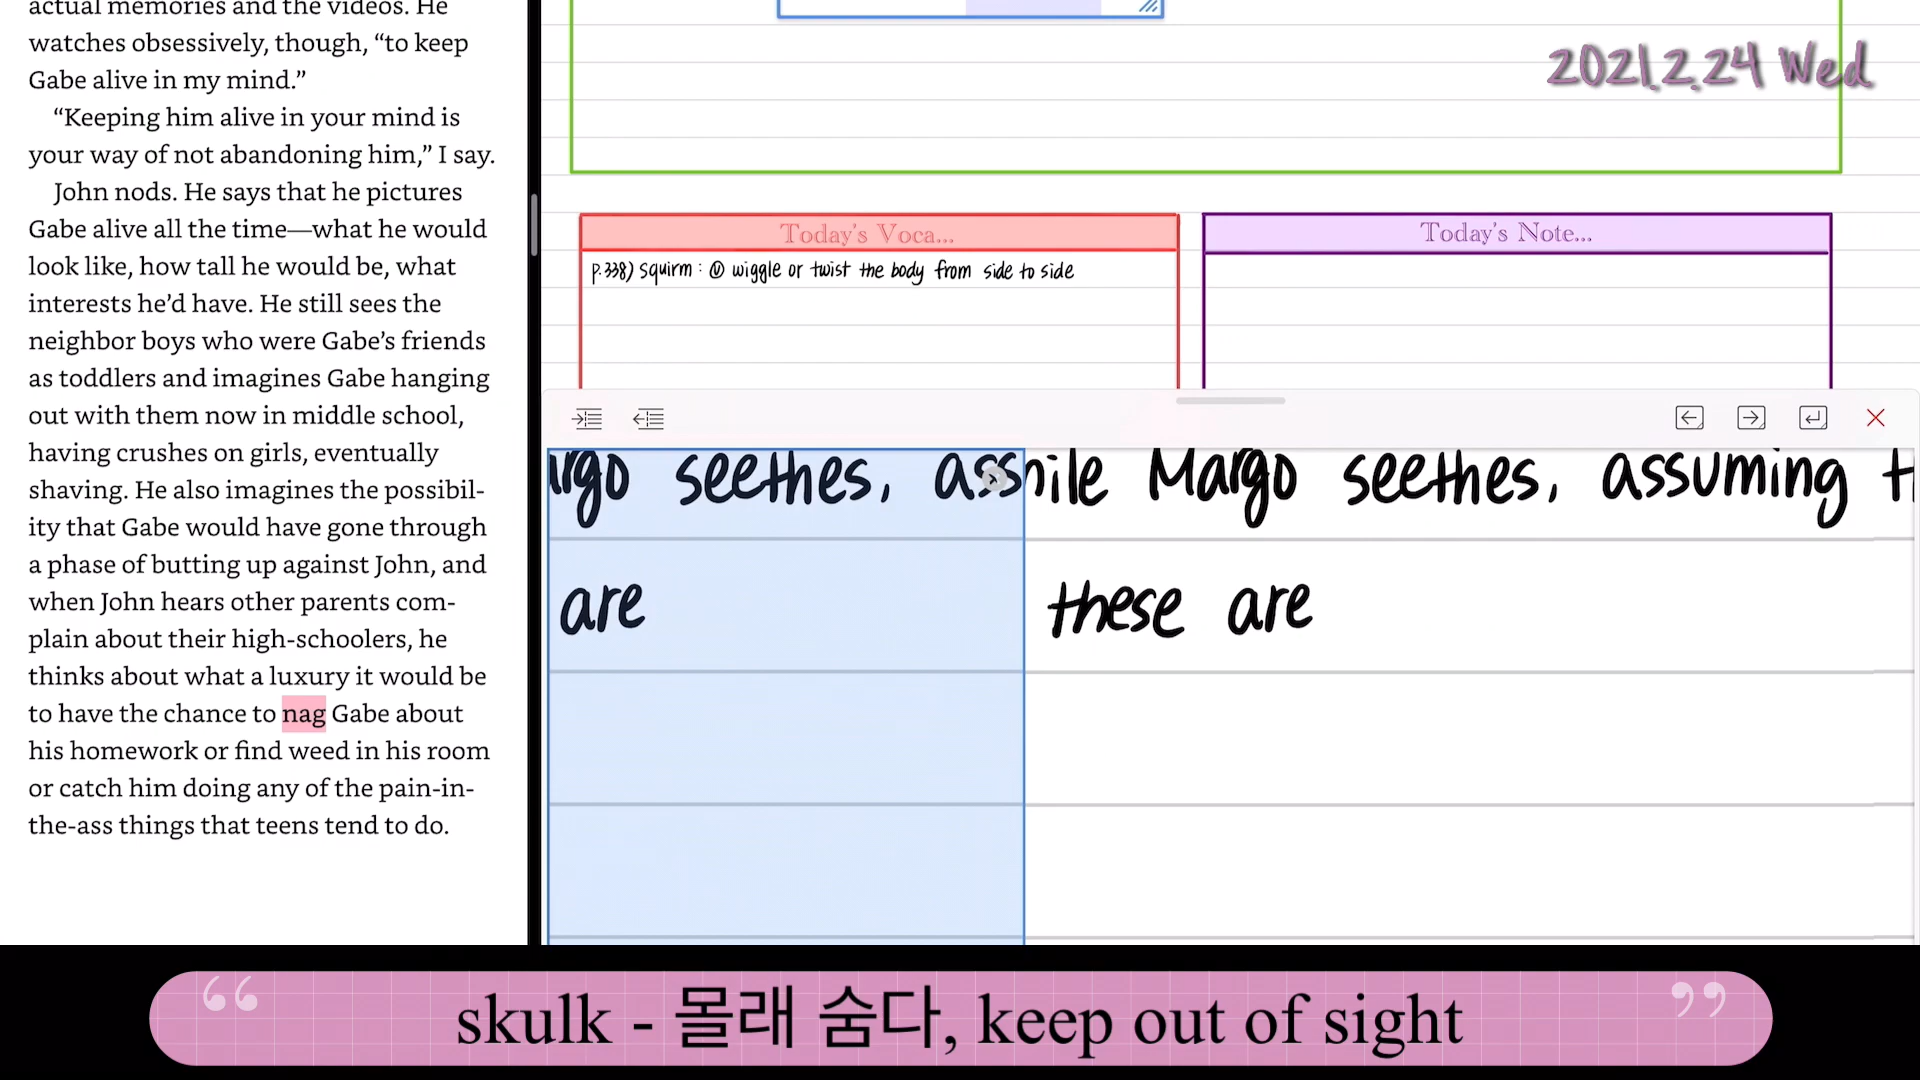 actual memories and the videos. He
watches obsessively, though, “to keep
Gabe alive in my mind.”
“Keeping him alive in your mind is
your way of not abandoning him,” I say.
John nods. He says that he pictures
Gabe alive all the time—what he would
look like, how tall he would be, what
interests he’d have. He still sees the
neighbor boys who were Gabe’s friends
as toddlers and imagines Gabe hanging
out with them now in middle school,
having crushes on girls, eventually
shaving. He also imagines the possibil-
ity that Gabe would have gone through
a phase of butting up against John, and
when John hears other parents com-
plain about their high-schoolers, he
thinks about what a luxury it would be
to have the chance to nag Gabe about
his homework or find weed in his room
or catch him doing any of the pain-in-
the-ass things that teens tend to do.
2021.2.24 Wed
Today's Voca...
p.338) squirm : ⓥ wiggle or twist the body from side to side
Today's Note...
seethes, ass
are
Margo seethes, assuming
these are
“ skulk - 몰래 숨다, keep out of sight ”